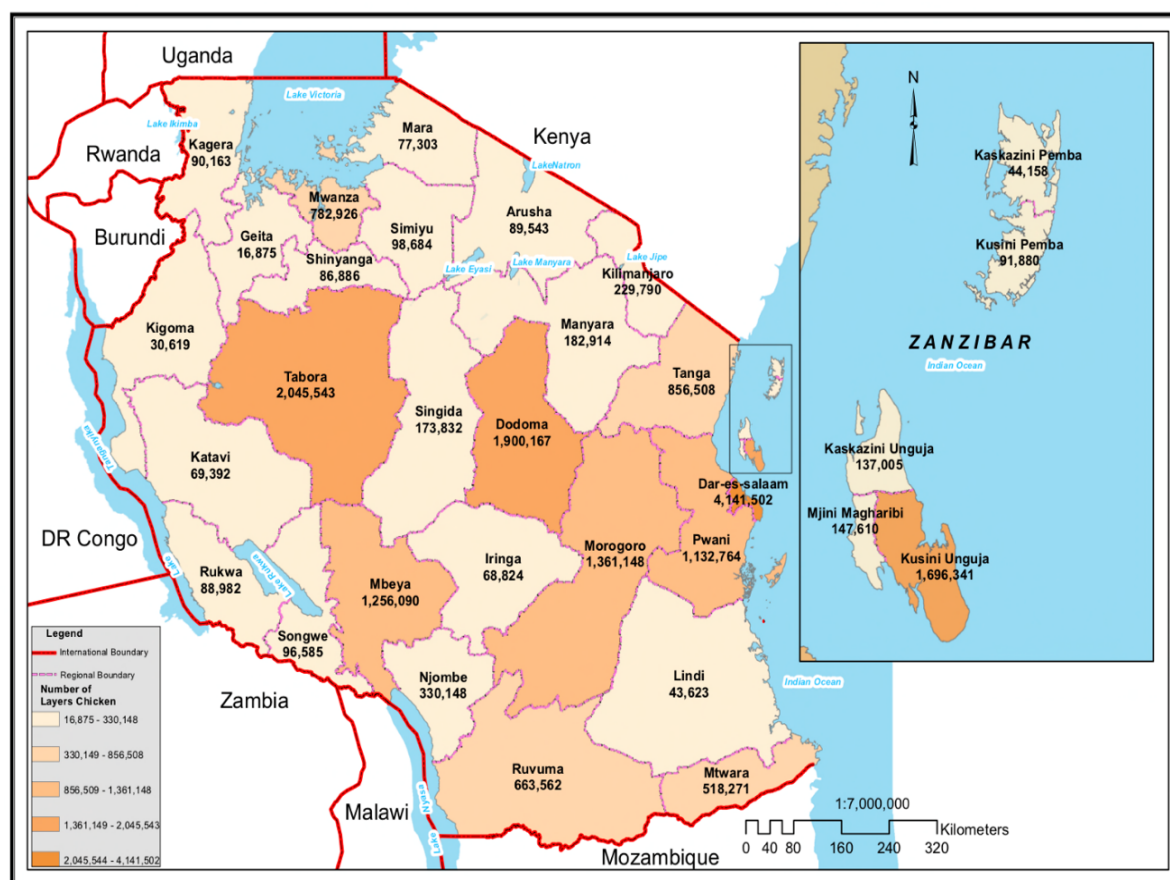 Uganda
Lake Victoria
Lake Ikimba
Kagera
90,163
Mara
77,303
Kenya
LakeNatron
Rwanda
Mwanza
782,926
Burundi
Geita
16,875
Simiyu
98,684
Arusha
89,543
Shinyanga
86,886
Lake Eyasi
Lake Manyara
Lake Jipe
Kilimanjaro
229,790
Kigoma
30,619
Manyara
182,914
Tabora
2,045,543
Tanga
856,508
Singida
173,832
Dodoma
1,900,167
Katavi
69,392
Lake
Tanganyika
Dar-es-salaam
4,141,502
DR Congo
Iringa
68,824
Morogoro
1,361,148
Pwani
1,132,764
Rukwa
88,982
Lake Rukwa
Mbeya
1,256,090
Songwe
96,585
Njombe
330,148
Lindi
43,623
Indian Ocean
Zambia
Ruvuma
663,562
Mtwara
518,271
Malawi
Lake
Nyasa
Mozambique
N
Kaskazini Pemba
44,158
Kusini Pemba
91,880
ZANZIBAR
Indian Ocean
Kaskazini Unguja
137,005
Mjini Magharibi
147,610
Kusini Unguja
1,696,341
Legend
International Boundary
Regional Boundary
Number of
Layers Chicken
16,875 - 330,148
330,149 - 856,508
856,509 - 1,361,148
1,361,149 - 2,045,543
2,045,544 - 4,141,502
1:7,000,000
Kilometers
0 40 80 160 240 320